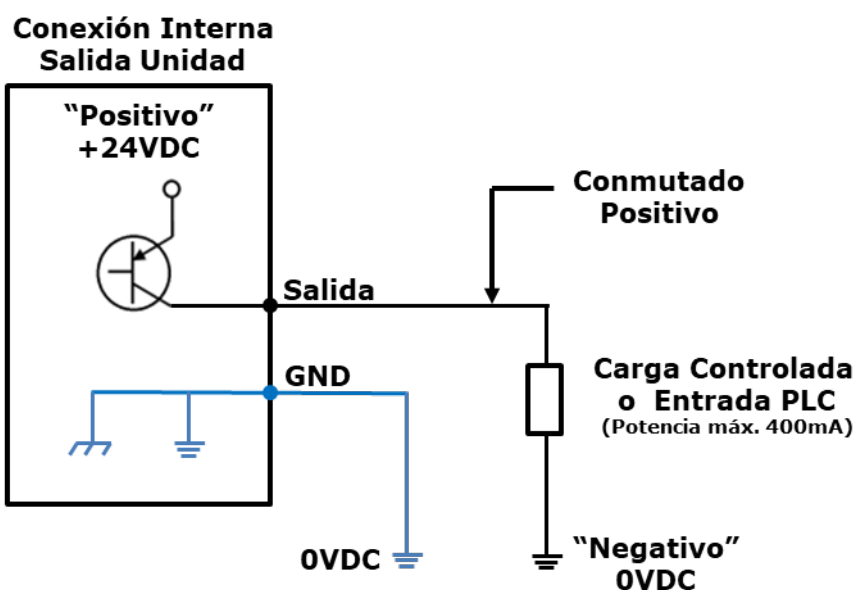 Conexión Interna
Salida Unidad
“Positivo”
+24VDC
Conmutado
Positivo
Salida
GND
Carga Controlada
o Entrada PLC
(Potencia máx. 400mA)
0VDC
“Negativo”
0VDC